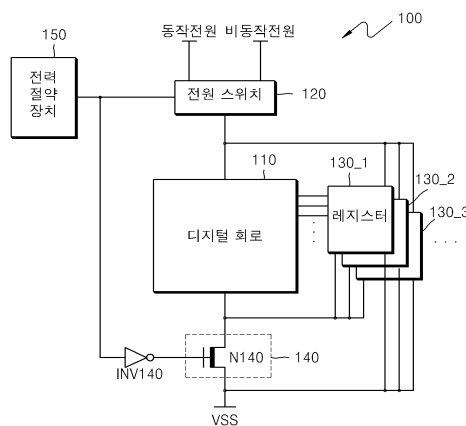 100
동작전원 비동작전원
150
전력
절약
장치
전원 스위치
120
110
130_1
130_2
130_3
디지털 회로
레지스터
. . .
N140
140
INV140
VSS